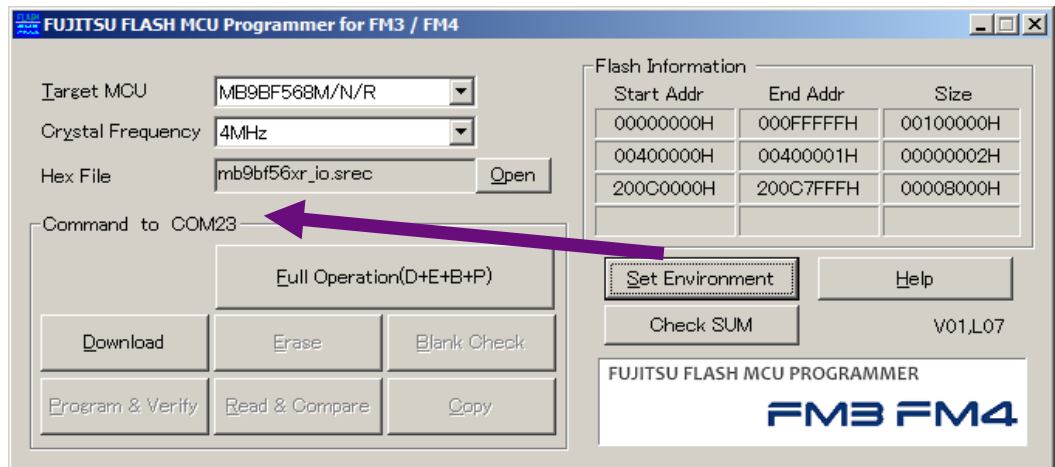 FUJITSU FLASH MCU Programmer for FM3 / FM4
Target MCU MB9BF568M/N/R
Crystal Frequency 4MHz
Hex File mb9bf56xr_io.srec Open
Flash Information
Start Addr End Addr Size
00000000H 000FFFFFH 00100000H
00400000H 00400001H 00000002H
200C0000H 200C7FFFH 00008000H
Command to COM23
Full Operation(D+E+B+P)
Download Erase Blank Check
Program & Verify Read & Compare Copy
Set Environment Help
Check SUM V01,L07
FUJITSU FLASH MCU PROGRAMMER
FM3 FM4